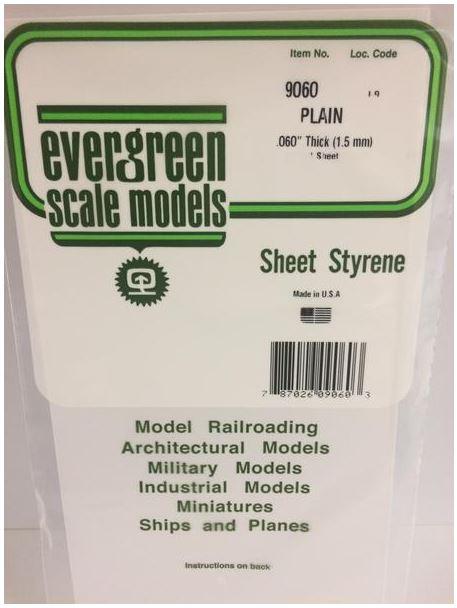 Item No. Loc. Code
9060
PLAIN
.060" Thick (1.5 mm)
Sheet
evergreen
scale models
Sheet Styrene
Made in U.S.A
7 87026 09060 3
Model Railroading
Architectural Models
Military Models
Industrial Models
Miniatures
Ships and Planes
Instructions on back